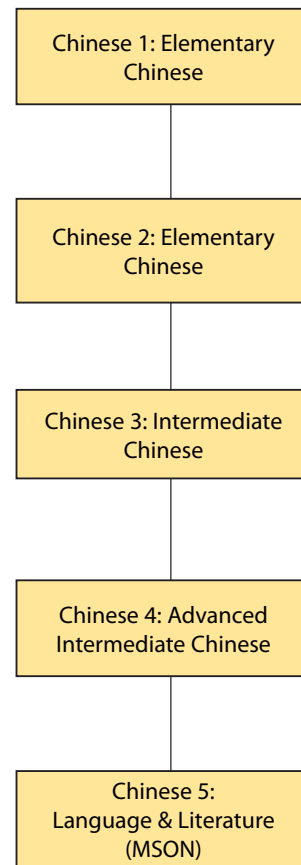 Chinese 1: Elementary
Chinese
Chinese 2: Elementary
Chinese
Chinese 3: Intermediate
Chinese
Chinese 4: Advanced
Intermediate Chinese
Chinese 5:
Language & Literature
(MSON)